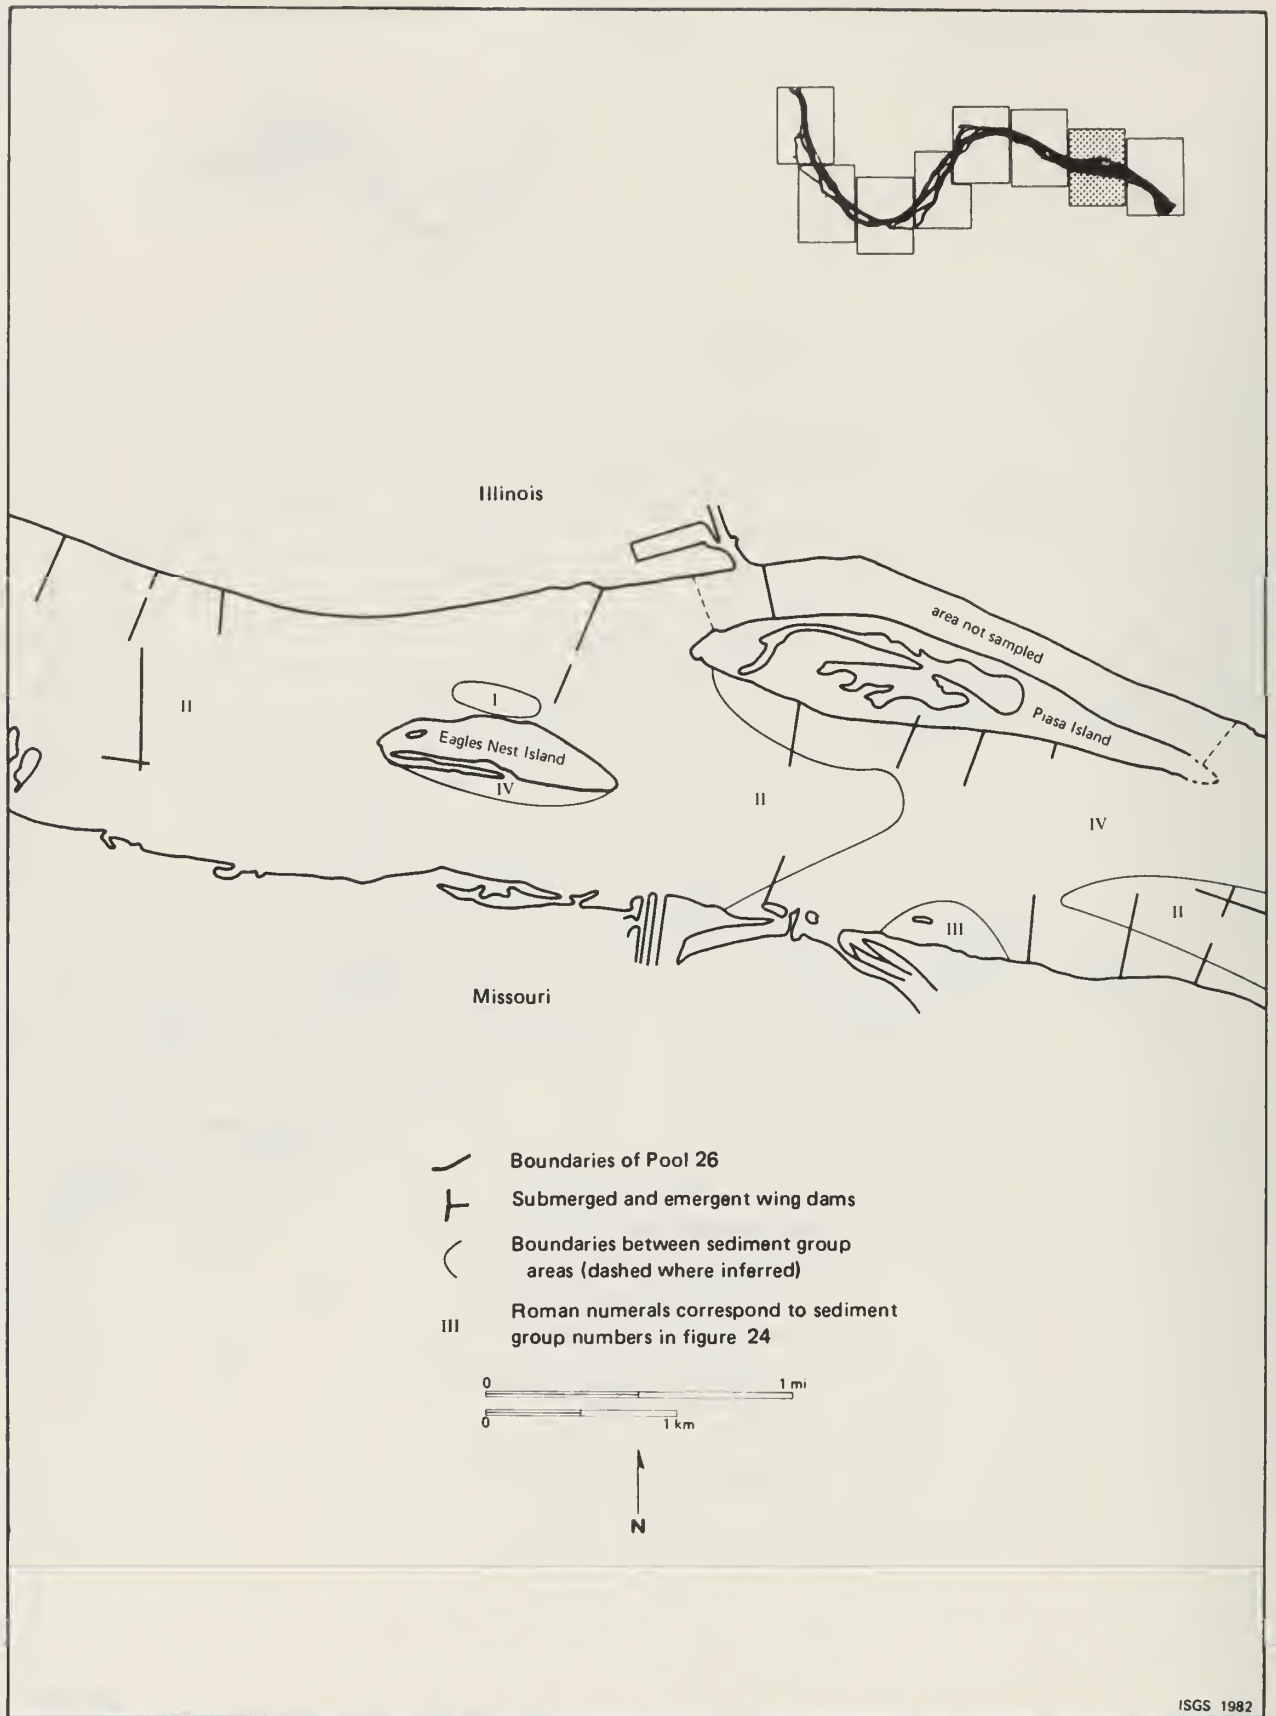 Illinois
area not sampled
I
II
Eagles Nest Island
Piasa Island
IV
II
IV
II
III
Missouri
Boundaries of Pool 26
Submerged and emergent wing dams
Boundaries between sediment group
areas (dashed where inferred)
III
Roman numerals correspond to sediment
group numbers in figure 24
0 1 mi
0 1 km
N
ISGS 1982